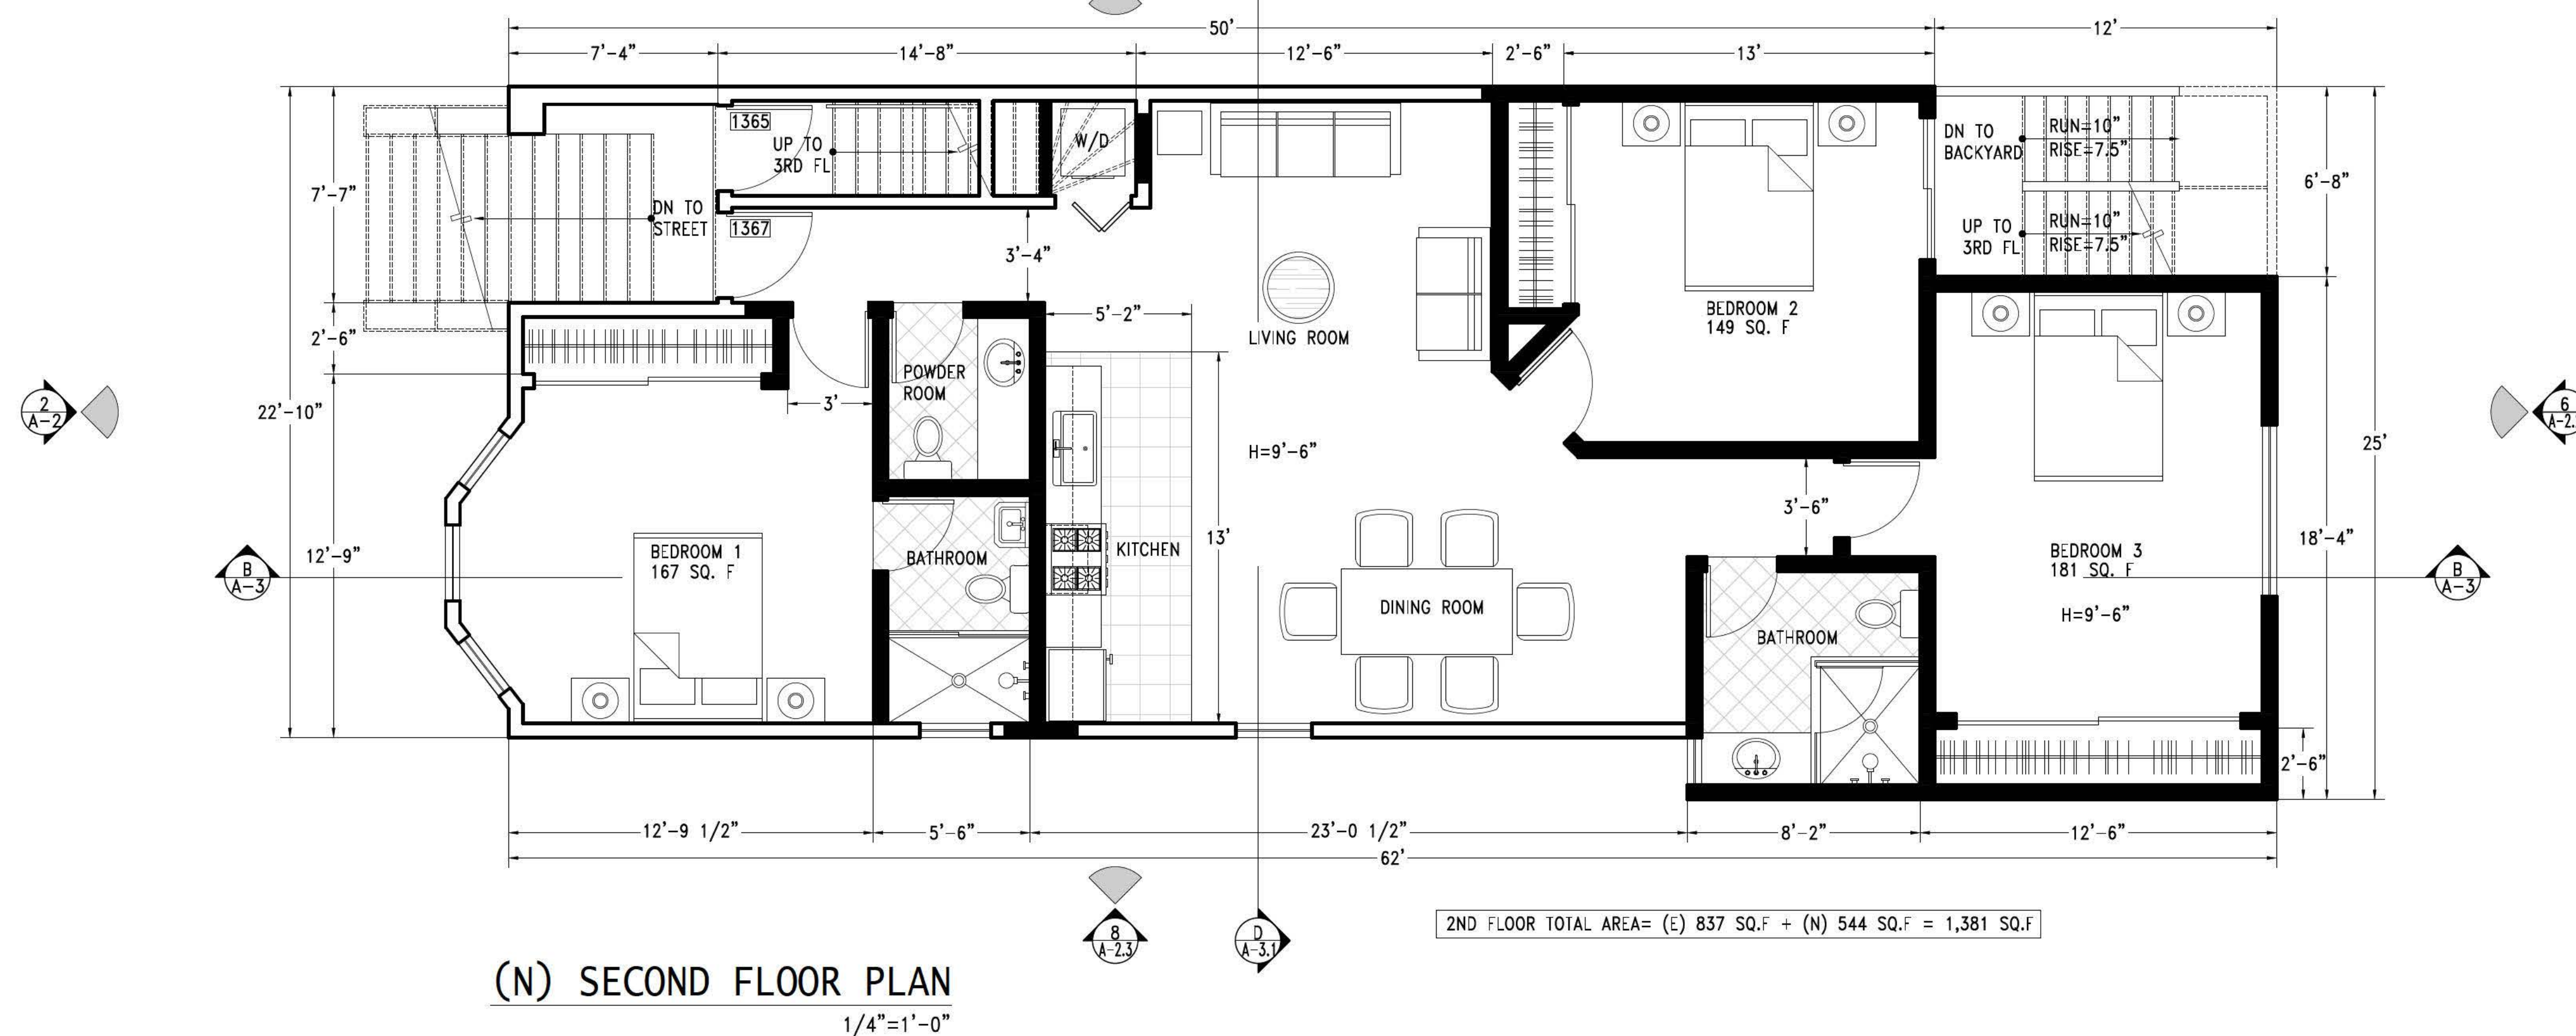 50'
12'
7'-4"
14'-8"
12'-6"
2'-6"
13'
1365
UP TO
3RD FL
W/D
DN TO
BACKYARD
RUN=10"
RISE=7.5"
7'-7"
6'-8"
DN TO
STREET
1367
3'-4"
UP TO
3RD FL
RUN=10"
RISE=7.5"
2'-6"
5'-2"
LIVING ROOM
BEDROOM 2
149 SQ. F
POWDER
ROOM
3'
22'-10"
2
A-2
6
H=9'-6"
25'
3'-6"
12'-9"
BEDROOM 1
167 SQ. F
BATHROOM
KITCHEN
13'
BEDROOM 3
181 SQ. F
18'-4"
B
A-3
B
A-3
DINING ROOM
H=9'-6"
BATHROOM
2'-6"
12'-9 1/2"
5'-6"
23'-0 1/2"
8'-2"
12'-6"
62'
8
A-2.3
D
A-3.1
2ND FLOOR TOTAL AREA= (E) 837 SQ.F + (N) 544 SQ.F = 1,381 SQ.F
(N) SECOND FLOOR PLAN
1/4"=1'-0"